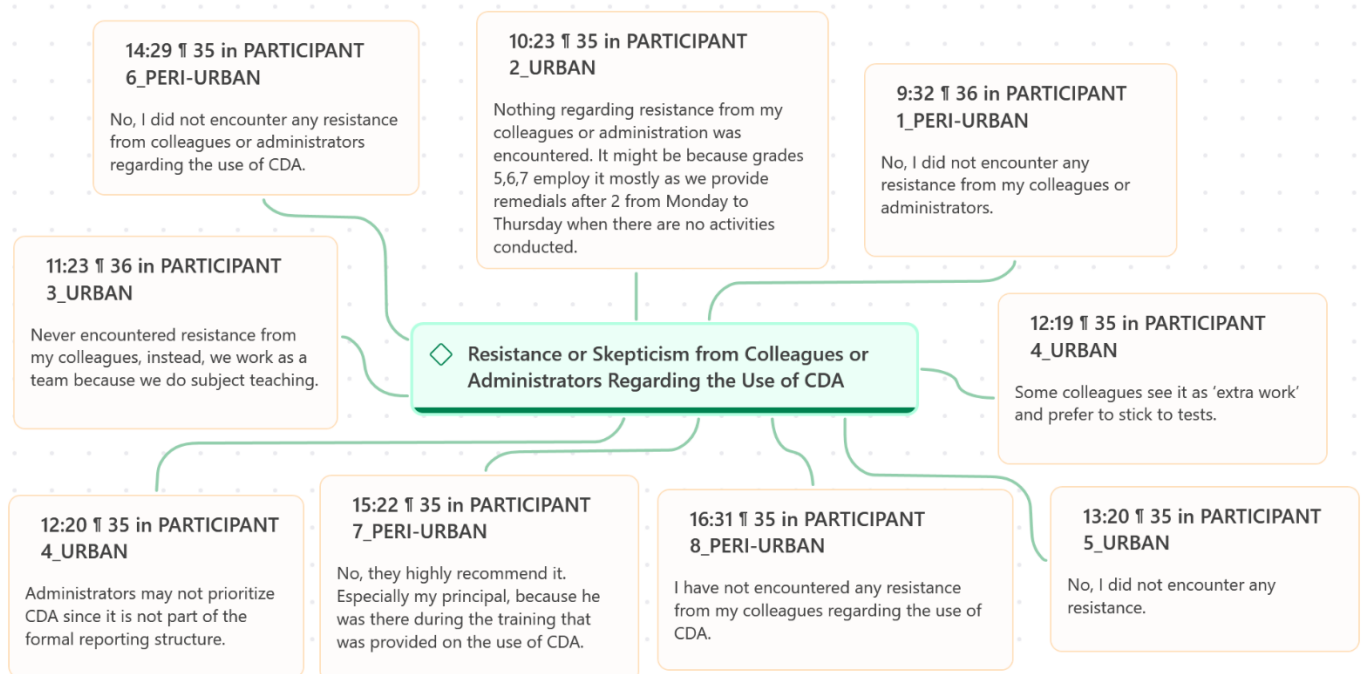 14:29 ¶ 35 in PARTICIPANT
6_PERI-URBAN
No, I did not encounter any resistance
from colleagues or administrators
regarding the use of CDA.
10:23 ¶ 35 in PARTICIPANT
2_URBAN
Nothing regarding resistance from my
colleagues or administration was
encountered. It might be because grades
5,6,7 employ it mostly as we provide
remedials after 2 from Monday to
Thursday when there are no activities
conducted.
9:32 ¶ 36 in PARTICIPANT
1_PERI-URBAN
No, I did not encounter any
resistance from my colleagues or
administrators.
11:23 ¶ 36 in PARTICIPANT
3_URBAN
Never encountered resistance from
my colleagues, instead, we work as a
team because we do subject teaching.
Resistance or Skepticism from Colleagues or
Administrators Regarding the Use of CDA
12:19 ¶ 35 in PARTICIPANT
4_URBAN
Some colleagues see it as ‘extra work’
and prefer to stick to tests.
12:20 ¶ 35 in PARTICIPANT
4_URBAN
Administrators may not prioritize
CDA since it is not part of the
formal reporting structure.
15:22 ¶ 35 in PARTICIPANT
7_PERI-URBAN
No, they highly recommend it.
Especially my principal, because he
was there during the training that
was provided on the use of CDA.
16:31 ¶ 35 in PARTICIPANT
8_PERI-URBAN
I have not encountered any resistance
from my colleagues regarding the use of
CDA.
13:20 ¶ 35 in PARTICIPANT
5_URBAN
No, I did not encounter any
resistance.